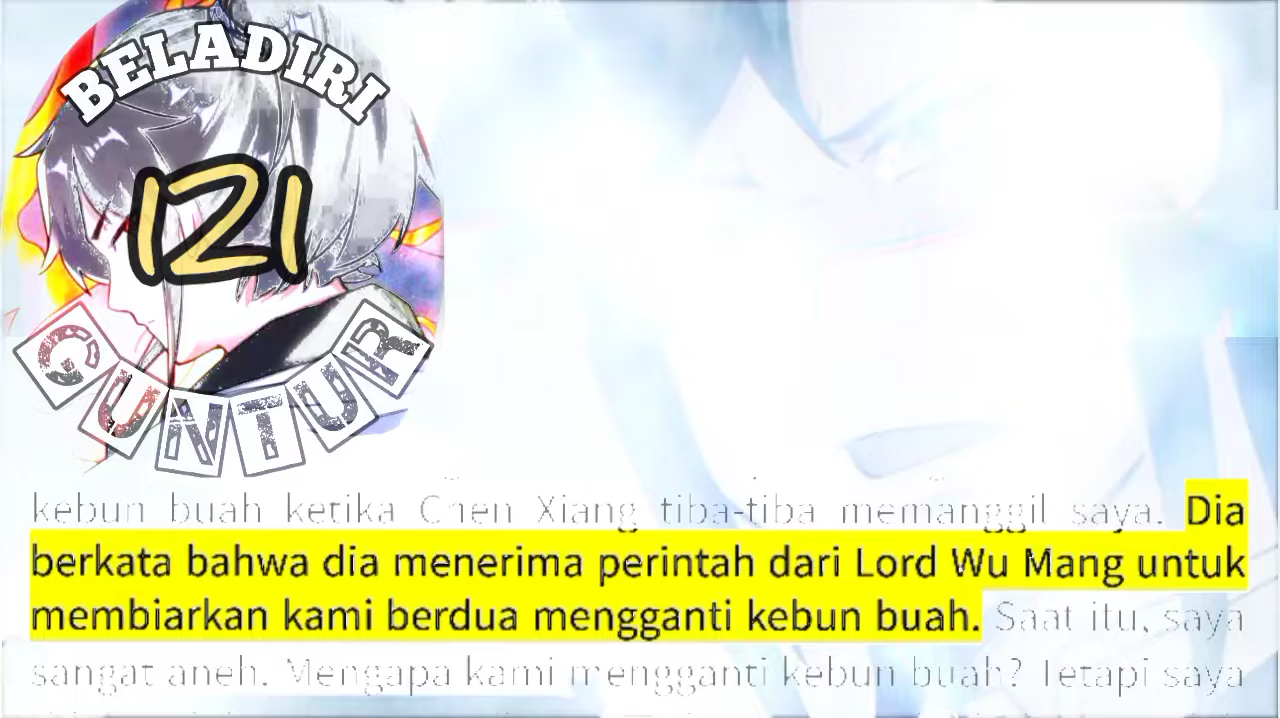 BELADIRI
121
GUNTUR
kebun buah ketika Chen Xiang tiba-tiba memanggil saya. Dia
berkata bahwa dia menerima perintah dari Lord Wu Mang untuk
membiarkan kami berdua mengganti kebun buah. Saat itu, saya
sangat aneh. Mengapa kami mengganti kebun buah? Tetapi saya